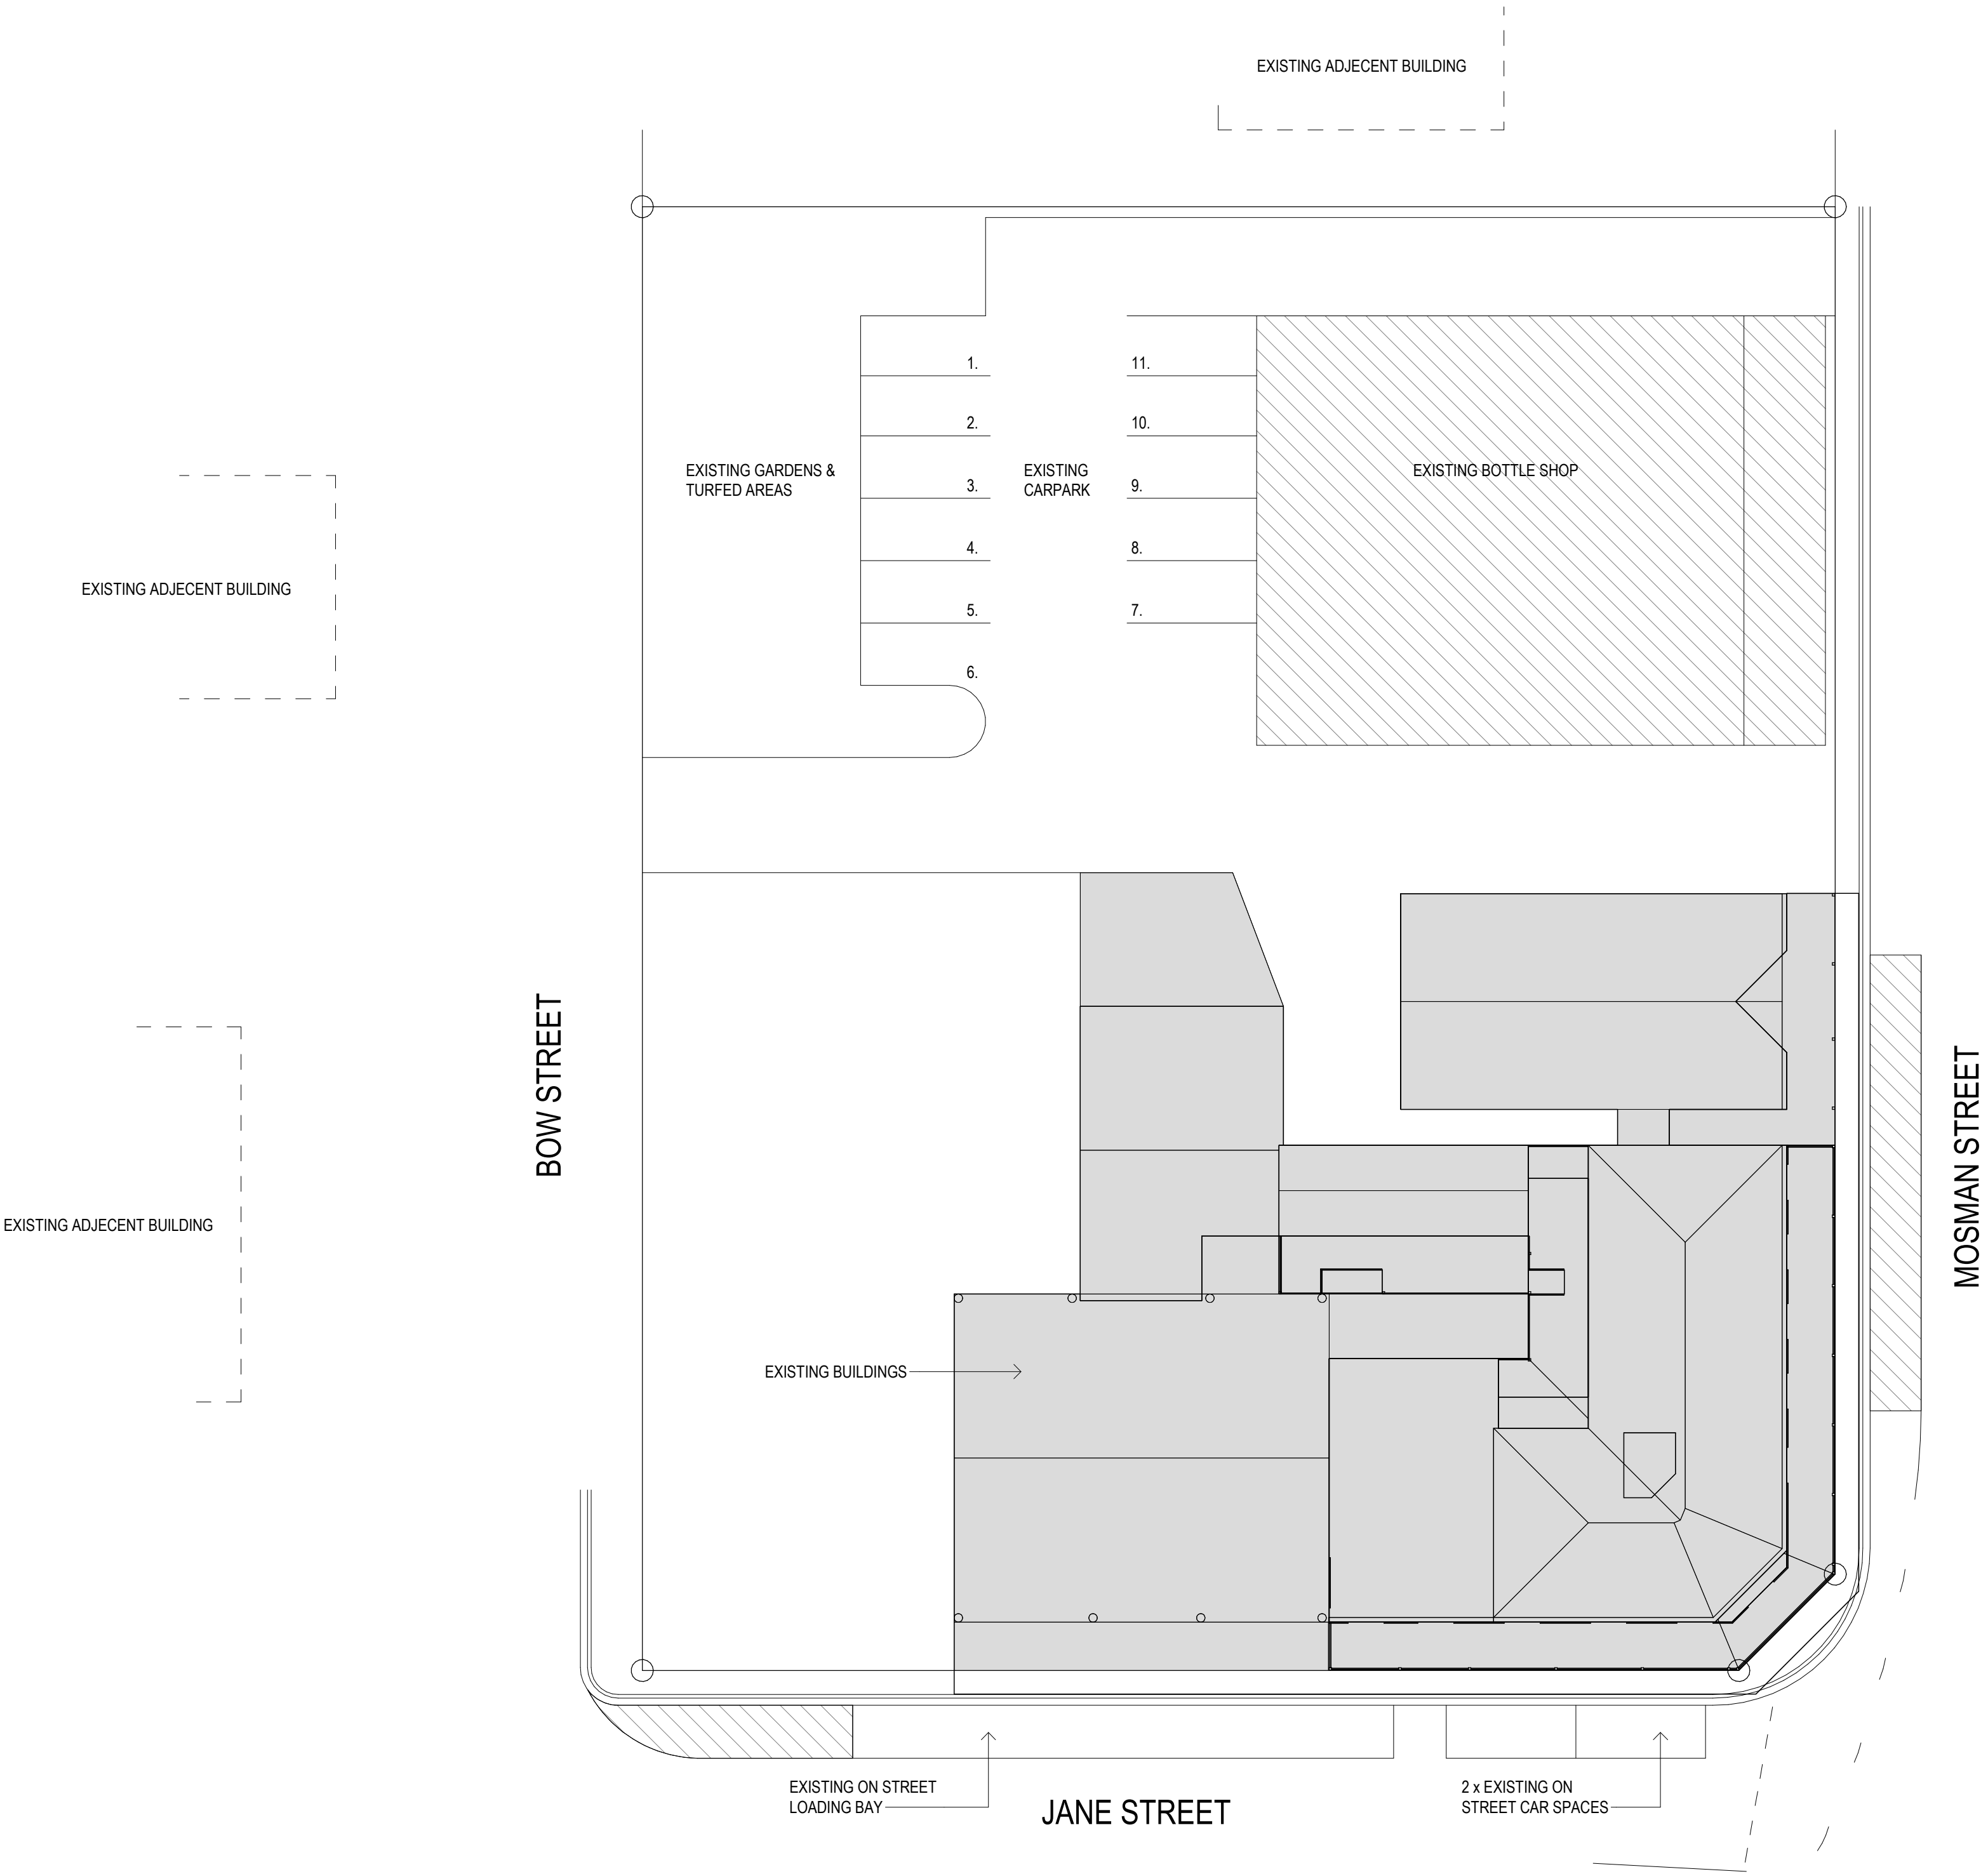 EXISTING ADJECENT BUILDING
1.
11.
2.
10.
EXISTING GARDENS &
TURFED AREAS
3.
EXISTING
CARPARK
9.
EXISTING BOTTLE SHOP
4.
8.
EXISTING ADJECENT BUILDING
5.
7.
6.
BOW STREET
MOSMAN STREET
EXISTING ADJECENT BUILDING
EXISTING BUILDINGS
EXISTING ON STREET
LOADING BAY
JANE STREET
2 x EXISTING ON
STREET CAR SPACES